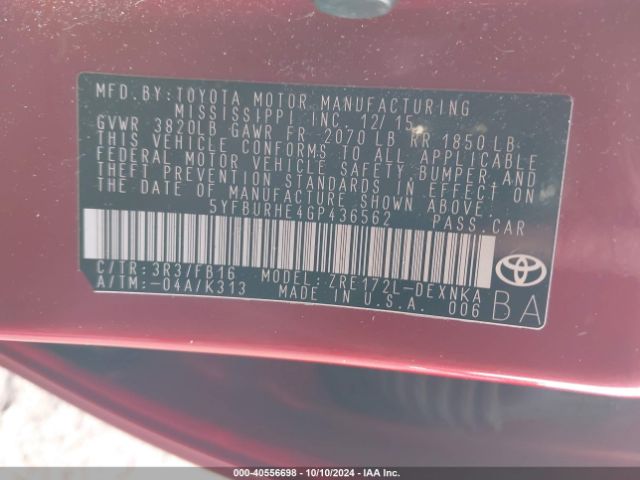 MFD. BY: TOYOTA MOTOR MANUFACTURING
MISSISSIPPI INC. 12/15
GVWR 3820LB GAWR FR 2070 LB RR 1850 LB
THIS VEHICLE CONFORMS TO ALL APPLICABLE
FEDERAL MOTOR VEHICLE SAFETY, BUMPER AND
THEFT PREVENTION STANDARDS IN EFFECT ON
THE DATE OF MANUFACTURE SHOWN ABOVE.
5YFBURHE4GP436562 PASS.CAR
C/TR: 3R3/FB16 MODEL: ZRE172L-DEXNKA
A/TM: -04A/K313 MADE IN U.S.A. 006
BA
TOYOTA
000-40556698 - 10/10/2024 - IAA Inc.